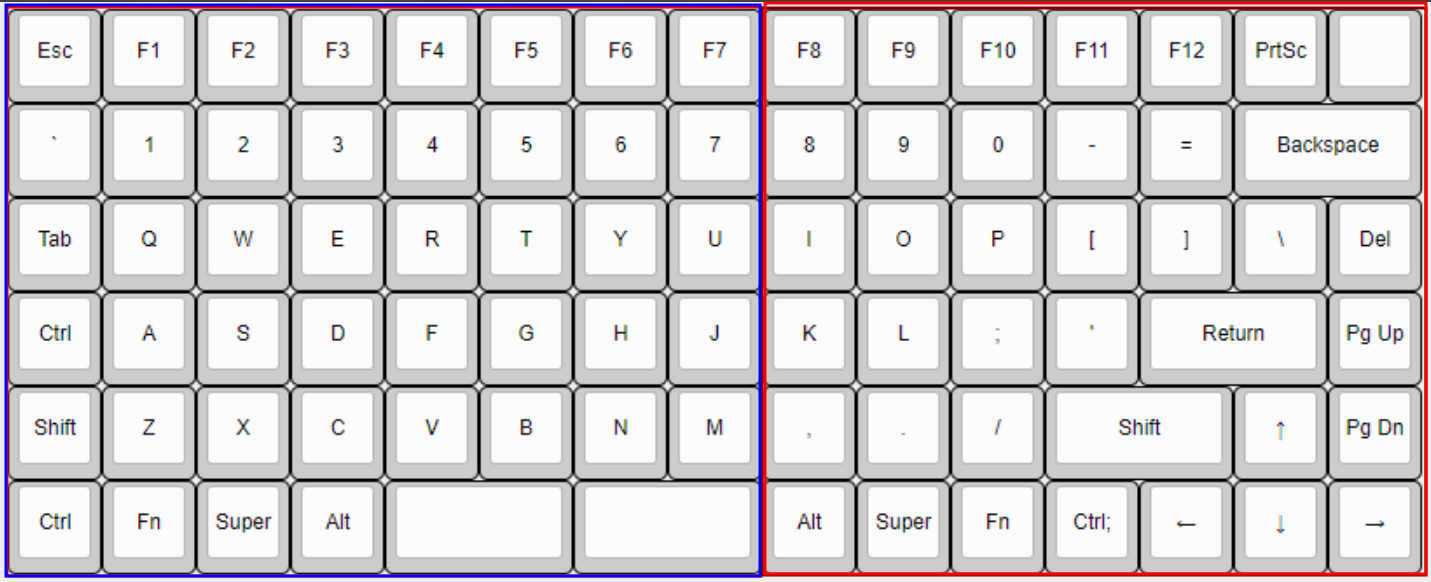 Esc F1 F2 F3 F4 F5 F6 F7 F8 F9 F10 F11 F12 PrtSc
` 1 2 3 4 5 6 7 8 9 0 - = Backspace
Tab Q W E R T Y U I O P [ ] \ Del
Ctrl A S D F G H J K L ; ' Return Pg Up
Shift Z X C V B N M , . / Shift ↑ Pg Dn
Ctrl Fn Super Alt Alt Super Fn Ctrl; ← ↓ →